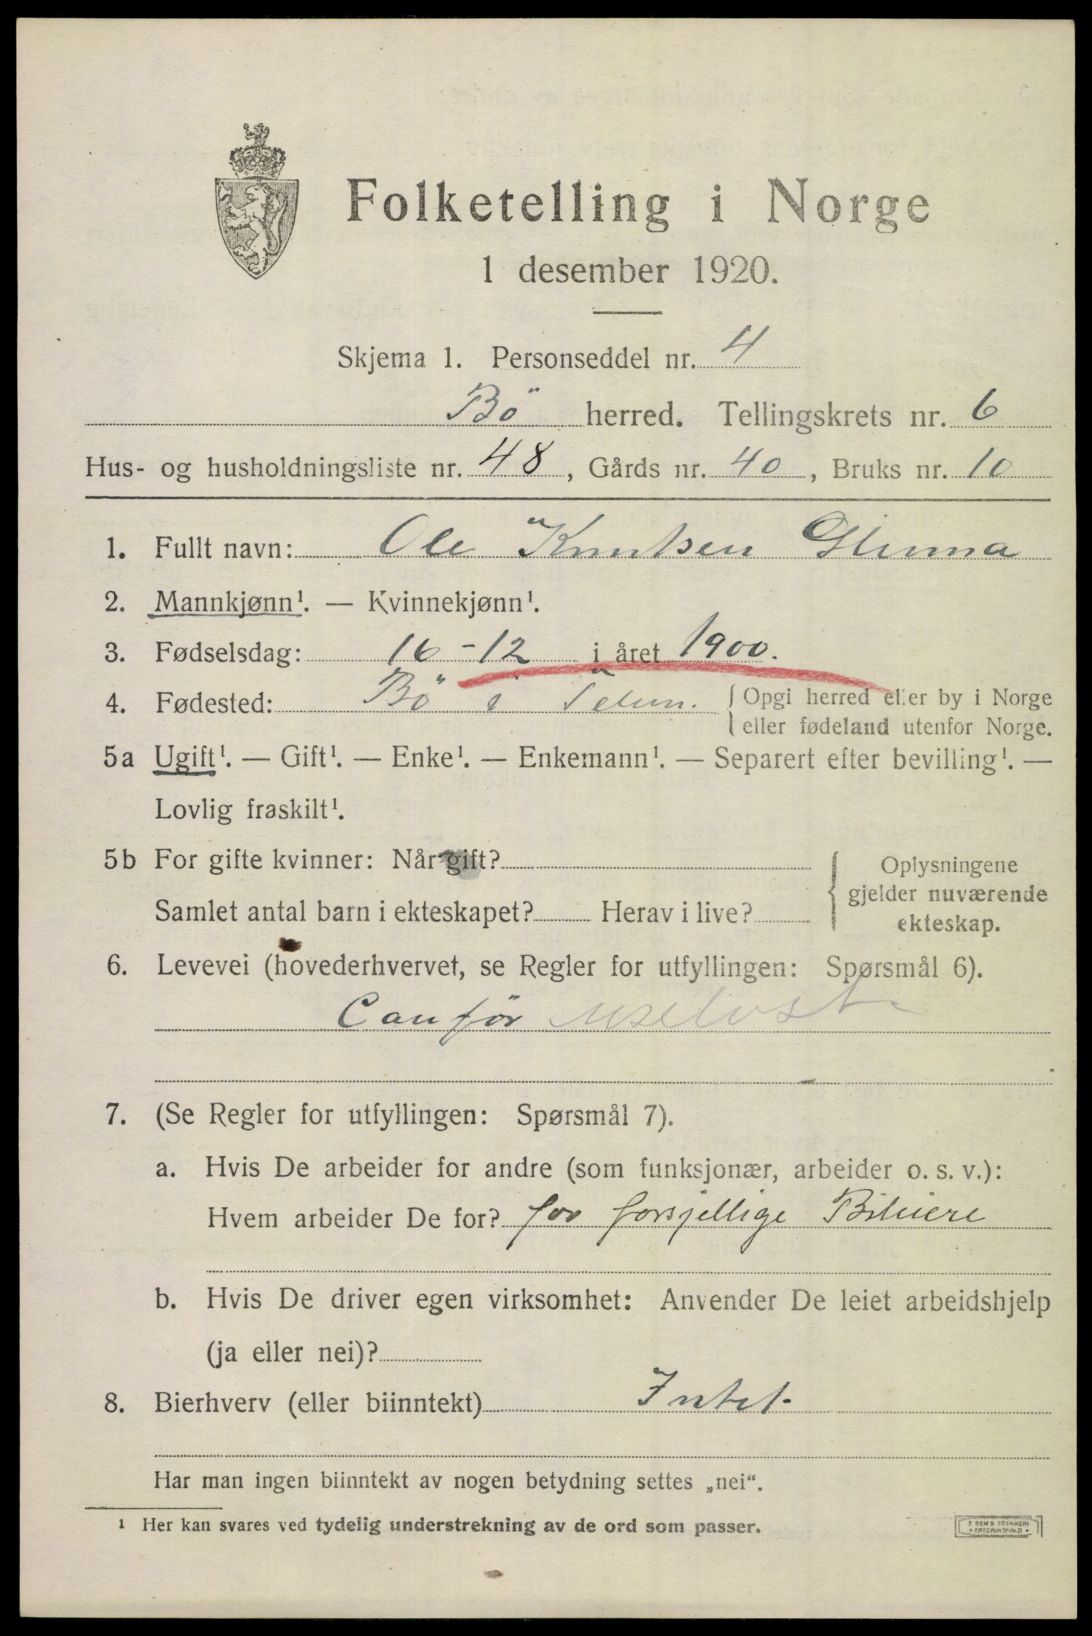 Folketelling i Norge
1 desember 1920.
Skjema 1. Personseddel nr. 4
Bö herred. Tellingskrets nr. 6
Hus- og husholdningsliste nr. 48, Gårds nr. 40, Bruks nr. 10
1. Fullt navn: Ole Knutsen
2. Mannkjønn¹. — Kvinnekjønn¹.
3. Fødselsdag: 16-12 i året 1900.
4. Fødested: Bö i Telem. { Opgi herred eller by i Norge
eller fødeland utenfor Norge.
5a Ugift¹. — Gift¹. — Enke¹. — Enkemann¹. — Separert efter bevilling¹. —
Lovlig fraskilt¹.
5b For gifte kvinner: Når gift?
Samlet antal barn i ekteskapet? Herav i live?
{ Oplysningene
gjelder nuværende
ekteskap.
6. Levevei (hovederhvervet, se Regler for utfyllingen: Spørsmål 6).
Canför
7. (Se Regler for utfyllingen: Spørsmål 7).
a. Hvis De arbeider for andre (som funksjonær, arbeider o. s. v.):
Hvem arbeider De for? for forsjellige Bileiere
b. Hvis De driver egen virksomhet: Anvender De leiet arbeidshjelp
(ja eller nei)?
8. Bierhverv (eller biinntekt) Intet
Har man ingen biinntekt av nogen betydning settes „nei“.
¹ Her kan svares ved tydelig understrekning av de ord som passer.
E SEMS TRYKKERI
FREDRIKSHALD